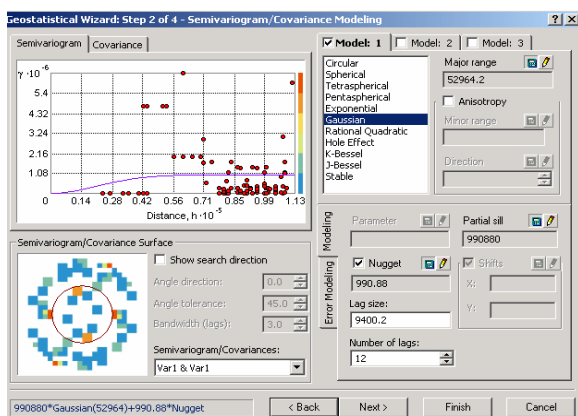 Geostatistical Wizard: Step 2 of 4 - Semivariogram/Covariance Modeling
Semivariogram Covariance
γ ·10 -6
5.4
4.32
3.24
2.16
1.08
0 0.14 0.28 0.42 0.56 0.71 0.85 0.99 1.13
Distance, h ·10 -5
Semivariogram/Covariance Surface
Show search direction
Angle direction: 0.0
Angle tolerance: 45.0
Bandwidth (lags): 3.0
Semivariogram/Covariances:
Var1 & Var1
Model: 1 Model: 2 Model: 3
Circular
Spherical
Tetraspherical
Pentaspherical
Exponential
Gaussian
Rational Quadratic
Hole Effect
K-Bessel
J-Bessel
Stable
Major range
52964.2
Anisotropy
Minor range
Direction
Modeling
Error Modeling
Parameter
Partial sill
990880
Nugget
990.88
Shifts
X:
Y:
Lag size:
9400.2
Number of lags:
12
990880*Gaussian(52964)+990.88*Nugget
< Back Next > Finish Cancel